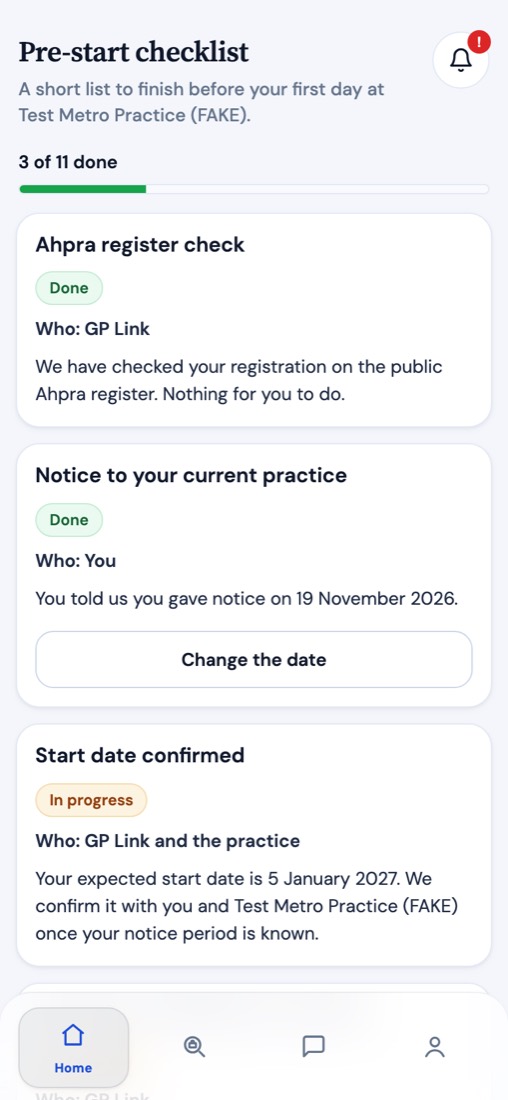 Pre-start checklist
!
A short list to finish before your first day at
Test Metro Practice (FAKE).
3 of 11 done
Ahpra register check
Done
Who: GP Link
We have checked your registration on the public
Ahpra register. Nothing for you to do.
Notice to your current practice
Done
Who: You
You told us you gave notice on 19 November 2026.
Change the date
Start date confirmed
In progress
Who: GP Link and the practice
Your expected start date is 5 January 2027. We
confirm it with you and Test Metro Practice (FAKE)
once your notice period is known.
Home
Who: GP Link